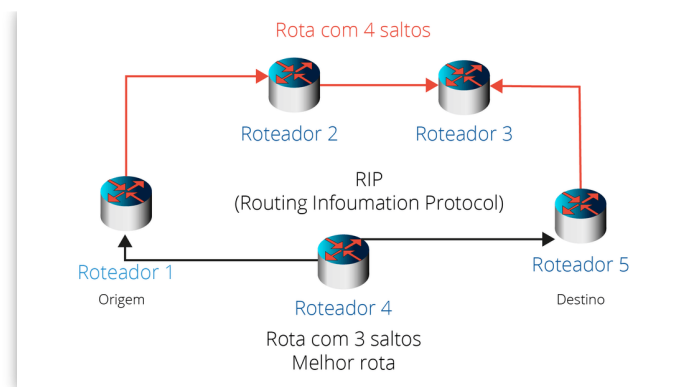 Rota com 4 saltos
Roteador 2
Roteador 3
RIP
(Routing Infoumation Protocol)
Roteador 1
Origem
Roteador 4
Roteador 5
Destino
Rota com 3 saltos
Melhor rota